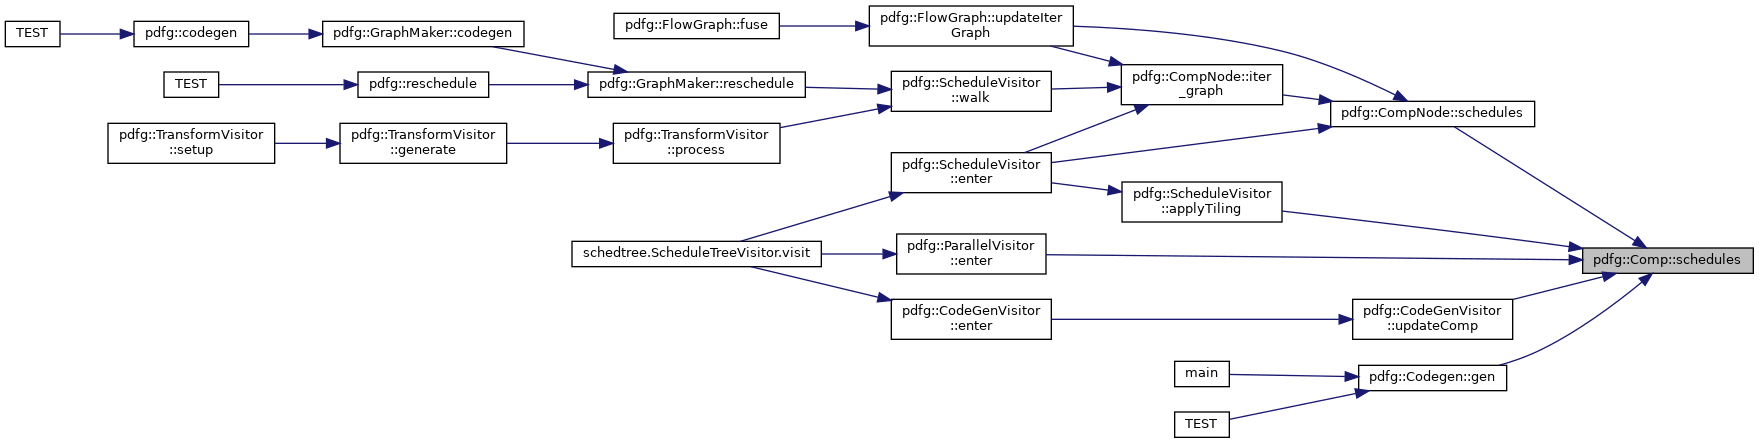 TEST
pdfg::codegen
pdfg::GraphMaker::codegen
pdfg::FlowGraph::fuse
pdfg::FlowGraph::updateIter
Graph
TEST
pdfg::reschedule
pdfg::GraphMaker::reschedule
pdfg::ScheduleVisitor
::walk
pdfg::CompNode::iter
_graph
pdfg::CompNode::schedules
pdfg::TransformVisitor
::setup
pdfg::TransformVisitor
::generate
pdfg::TransformVisitor
::process
pdfg::ScheduleVisitor
::enter
pdfg::ScheduleVisitor
::applyTiling
schedtree.ScheduleTreeVisitor.visit
pdfg::ParallelVisitor
::enter
pdfg::Comp::schedules
pdfg::CodeGenVisitor
::enter
pdfg::CodeGenVisitor
::updateComp
main
pdfg::Codegen::gen
TEST